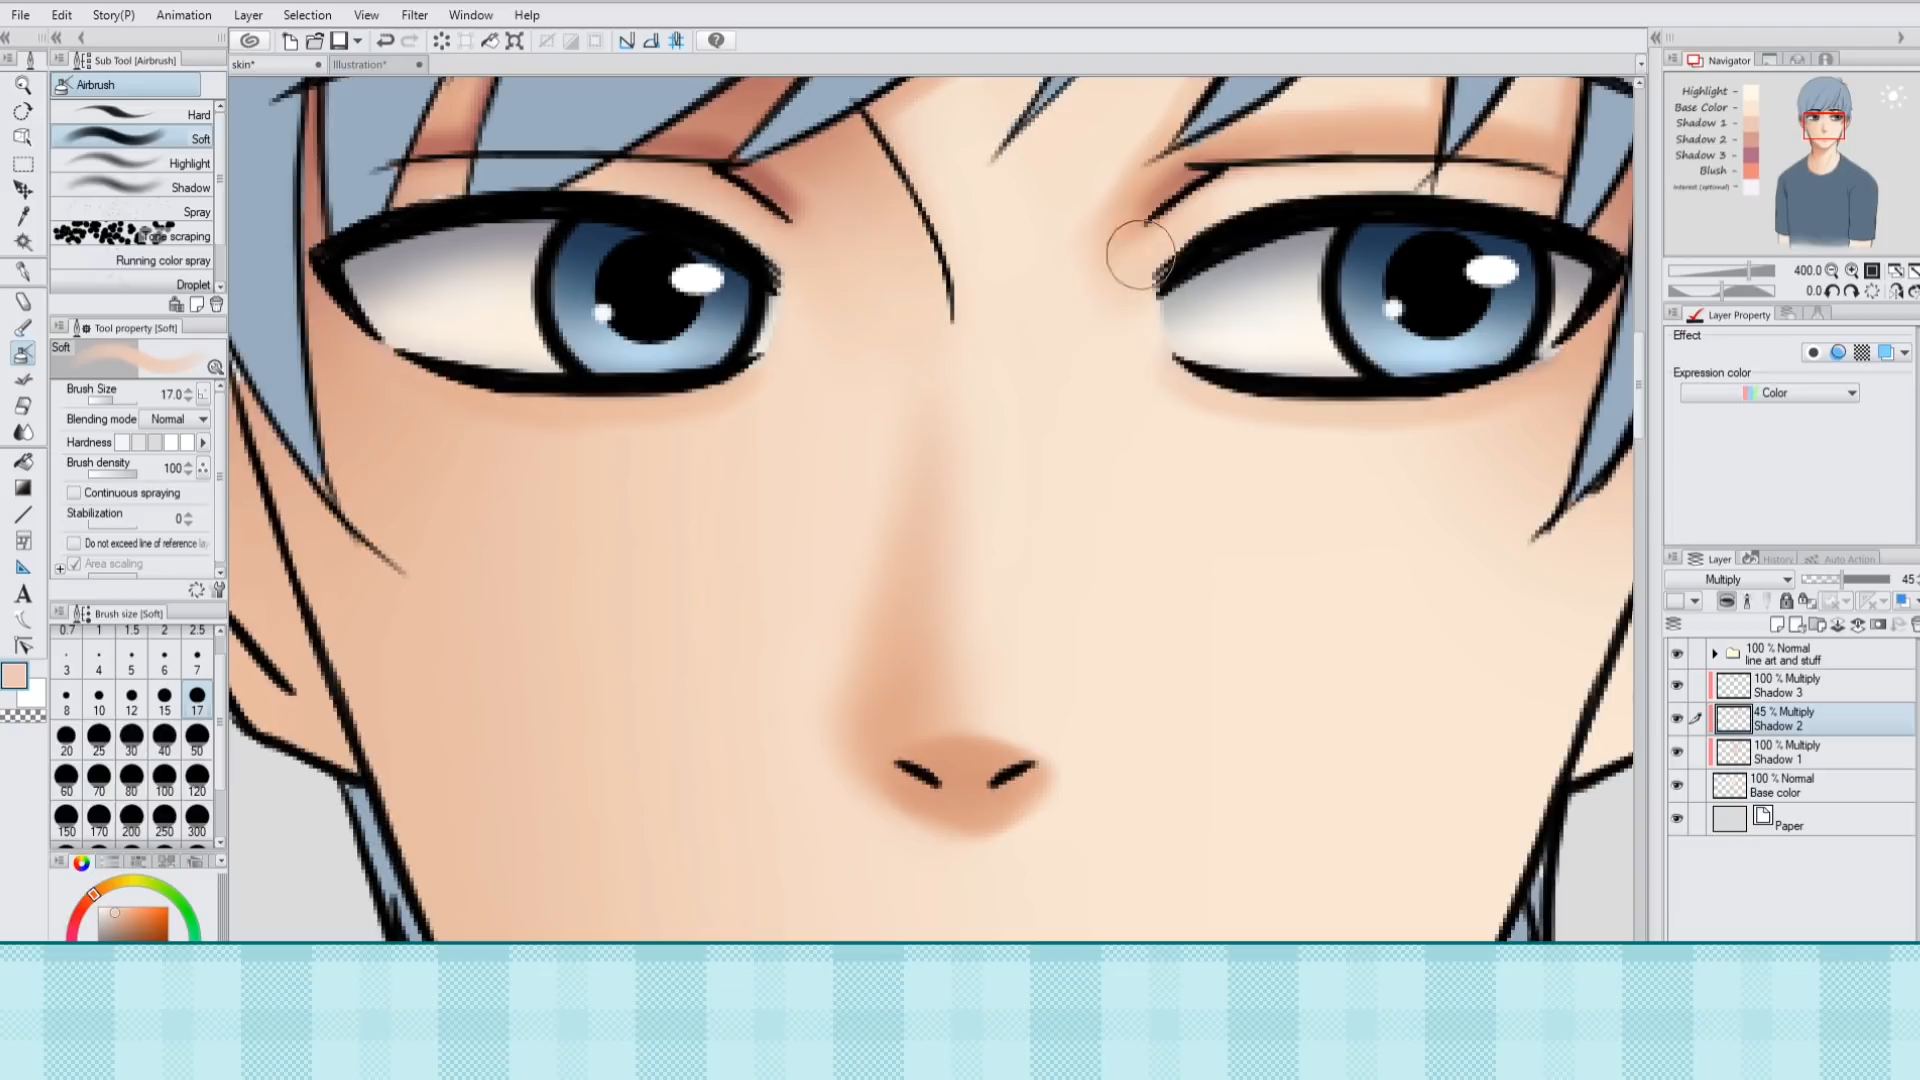 File Edit Story(P) Animation Layer Selection View Filter Window Help
Sub Tool [Airbrush]
Airbrush
Hard
Soft
Highlight
Shadow
Spray
Tone scraping
Running color spray
Droplet
Tool property [Soft]
Soft
Brush Size 17.0
Blending mode Normal
Hardness
Brush density 100
Continuous spraying
Stabilization 0
Do not exceed line of reference lay
Area scaling
Brush size [Soft]
0.7 1 1.5 2 2.5
3 4 5 6 7
8 10 12 15 17
20 25 30 40 50
60 70 80 100 120
150 170 200 250 300
skin* Illustration*
Navigator
Highlight -
Base Color -
Shadow 1 -
Shadow 2 -
Shadow 3 -
Blush -
Interest (optional) -
400.0
0.0
Layer Property
Effect
Expression color
Color
Layer History Auto Action
Multiply 45
100 % Normal
line art and stuff
100 % Multiply
Shadow 3
45 % Multiply
Shadow 2
100 % Multiply
Shadow 1
100 % Normal
Base color
Paper